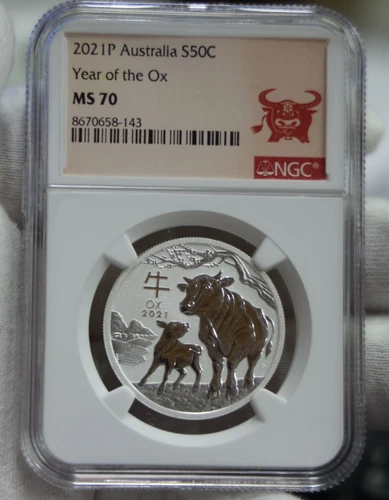 2021P Australia S50C
Year of the Ox
MS 70
8670658-143
NGC®
牛
OX
2021